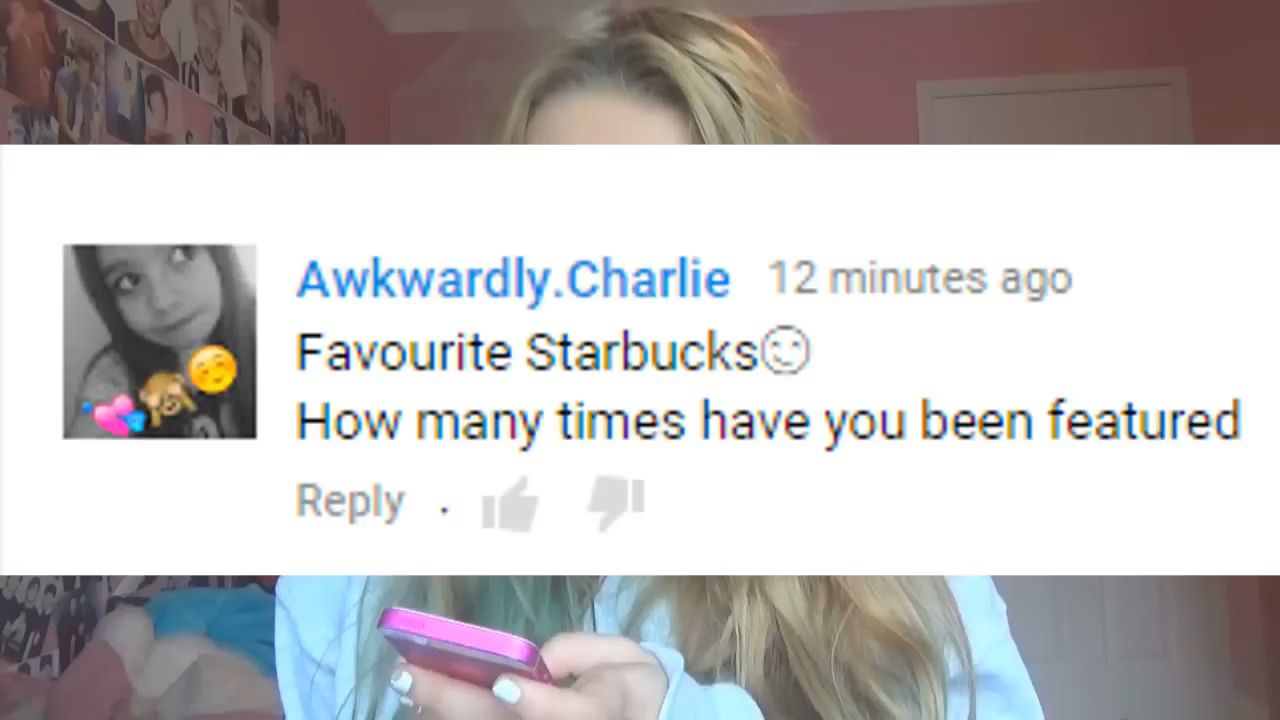 Awkwardly.Charlie 12 minutes ago
Favourite Starbucks☺
How many times have you been featured
Reply .